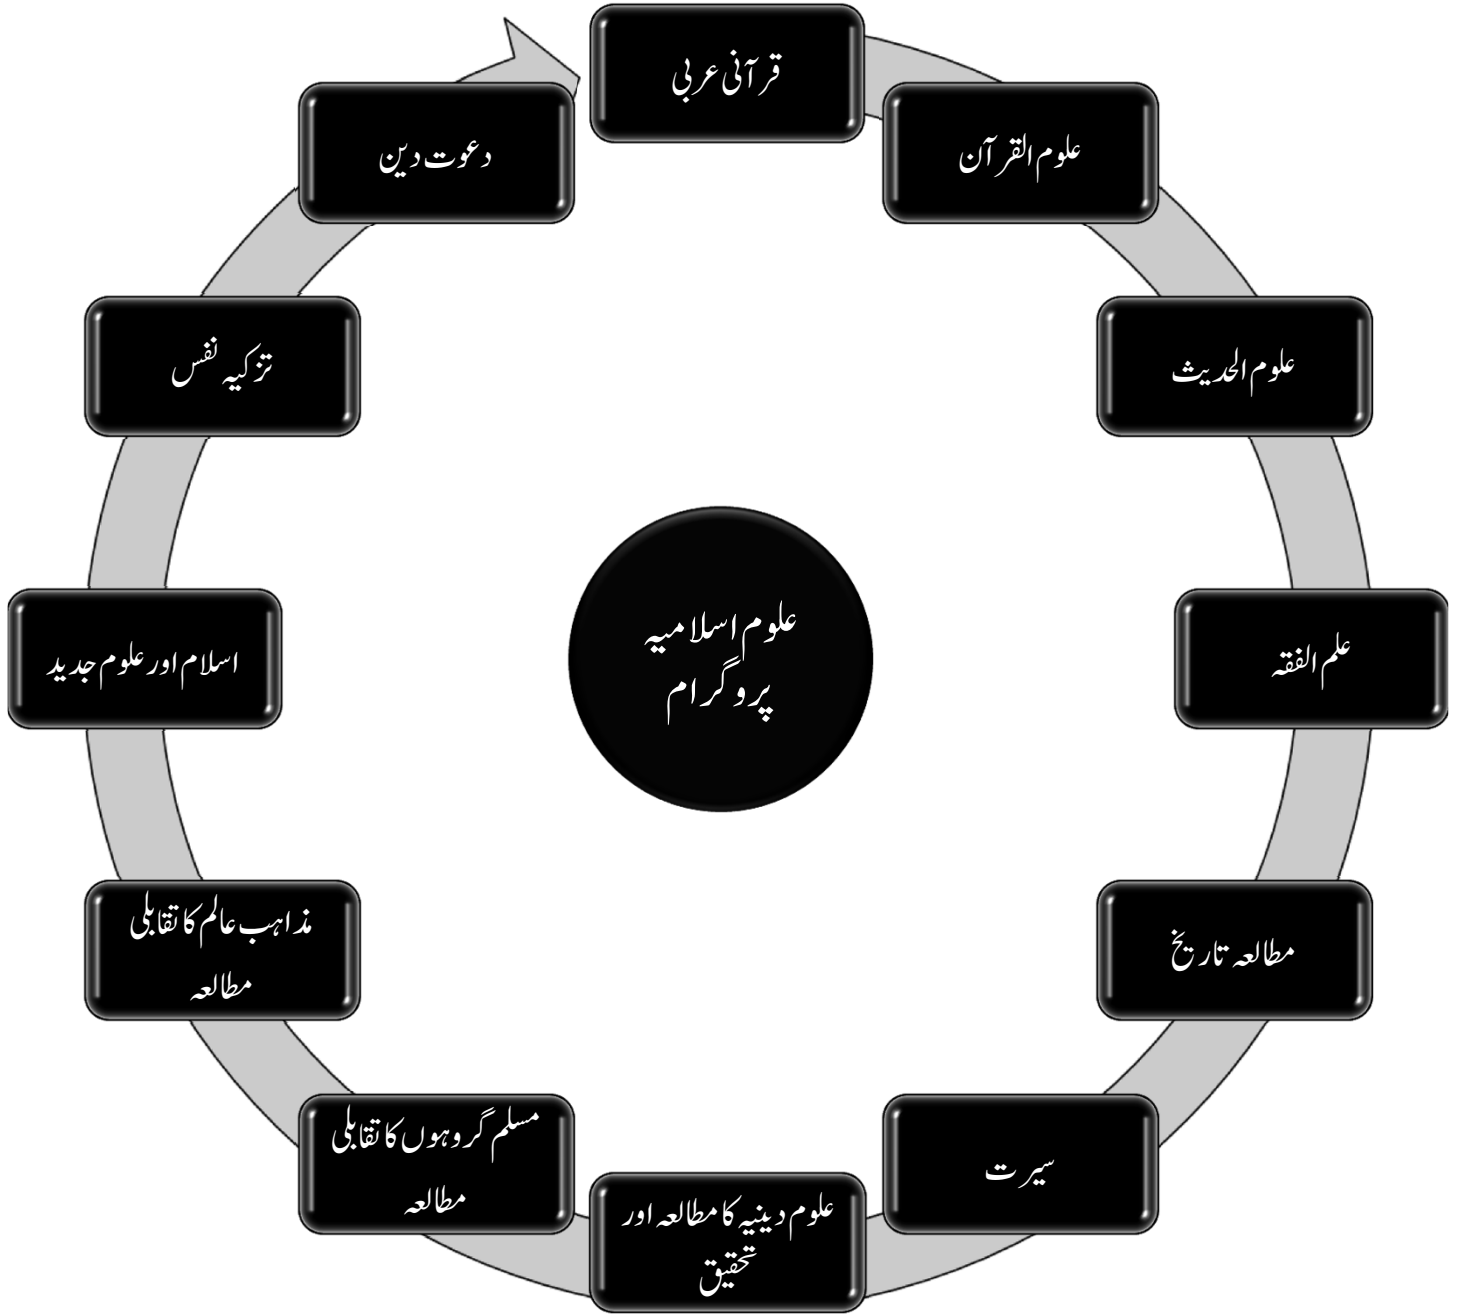 قرآنی عربی
علوم القرآن
علوم الحدیث
علم الفقہ
مطالعہ تاریخ
سیرت
علوم دینیہ کا مطالعہ اور
تحقیق
مسلم گروہوں کا تقابلی
مطالعہ
مذاہب عالم کا تقابلی
مطالعہ
اسلام اور علوم جدید
تزکیہ نفس
دعوت دین
علوم اسلامیہ
پروگرام